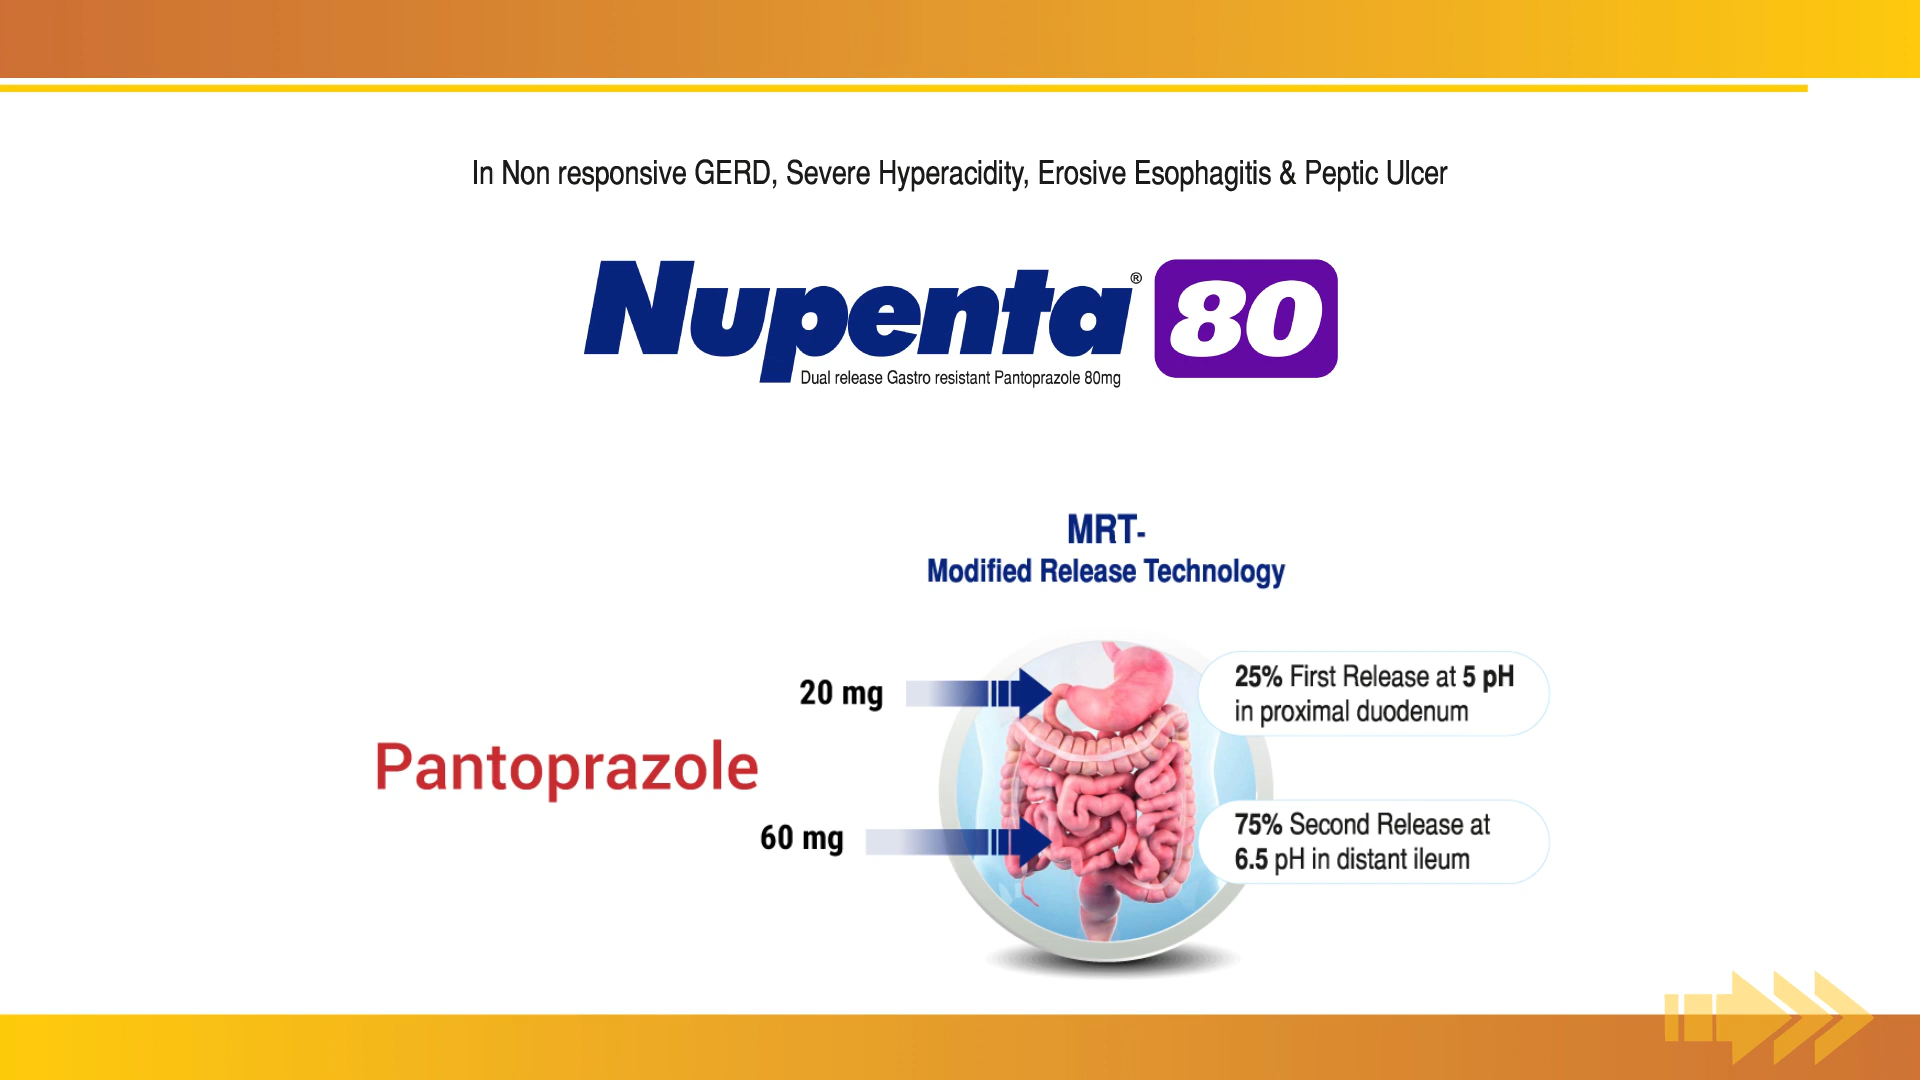 In Non responsive GERD, Severe Hyperacidity, Erosive Esophagitis & Peptic Ulcer
Nupenta® 80
Dual release Gastro resistant Pantoprazole 80mg
MRT-
Modified Release Technology
20 mg
25% First Release at 5 pH
in proximal duodenum
Pantoprazole
60 mg
75% Second Release at
6.5 pH in distant ileum